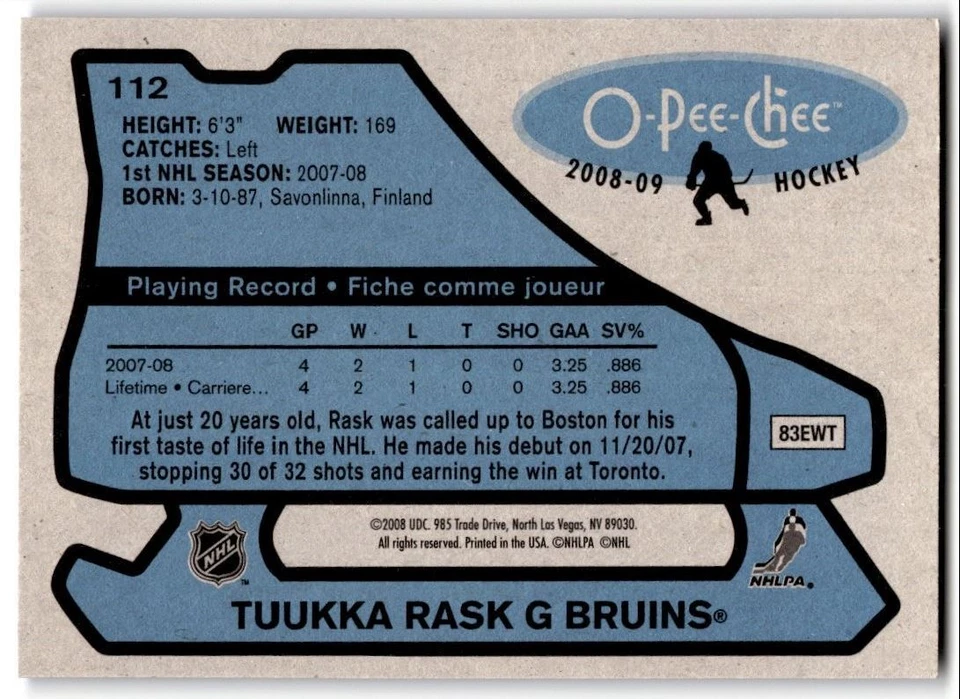 112
HEIGHT: 6'3" WEIGHT: 169
CATCHES: Left
1st NHL SEASON: 2007-08
BORN: 3-10-87, Savonlinna, Finland
O-Pee-Chee™
2008-09 HOCKEY
Playing Record • Fiche comme joueur
GP W L T SHO GAA SV%
2007-08 4 2 1 0 0 3.25 .886
Lifetime • Carriere... 4 2 1 0 0 3.25 .886
At just 20 years old, Rask was called up to Boston for his
first taste of life in the NHL. He made his debut on 11/20/07,
stopping 30 of 32 shots and earning the win at Toronto.
83EWT
©2008 UDC. 985 Trade Drive, North Las Vegas, NV 89030.
All rights reserved. Printed in the USA. ©NHLPA ©NHL
NHL™
NHLPA®
TUUKKA RASK G BRUINS®